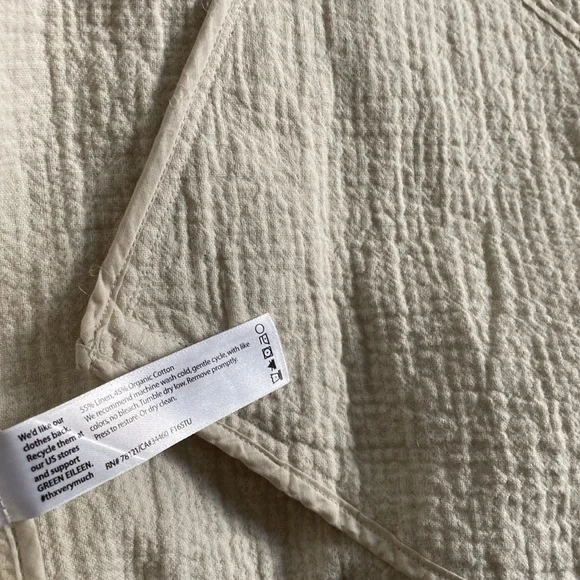 We'd like our
clothes back.
Recycle them at
our US stores
and support
GREEN EILEEN.
#thxverymuch
55% Linen, 45% Organic Cotton
We recommend machine wash cold, gentle cycle, with like
colors, no bleach. Tumble dry low. Remove promptly.
Press to restore. Or dry clean.
RN# 78121/CA#34460 F16STU